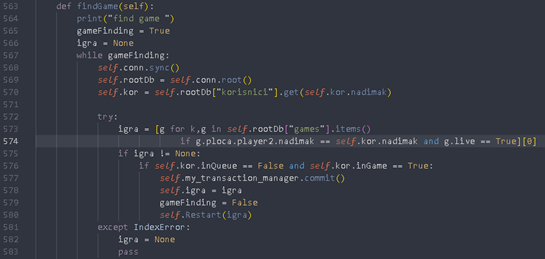 563 def findGame(self):
564 print("find game ")
565 gameFinding = True
566 igra = None
567 while gameFinding:
568 self.conn.sync()
569 self.rootDb = self.conn.root()
570 self.kor = self.rootDb["korisnici"].get(self.kor.nadimak)
571
572 try:
573 igra = [g for k,g in self.rootDb["games"].items()
574 if g.ploca.player2.nadimak == self.kor.nadimak and g.live == True][0]
575 if igra != None:
576 if self.kor.inQueue == False and self.kor.inGame == True:
577 self.my_transaction_manager.commit()
578 self.igra = igra
579 gameFinding = False
580 self.Restart(igra)
581 except IndexError:
582 igra = None
583 pass